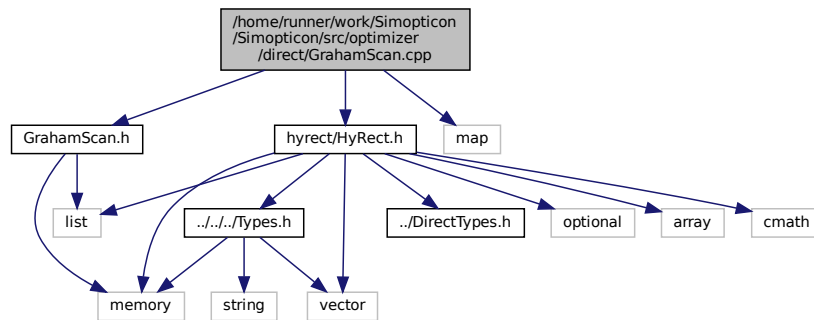 /home/runner/work/Simopticon
/Simopticon/src/optimizer
/direct/GrahamScan.cpp
GrahamScan.h
hyrect/HyRect.h
map
list
../../../Types.h
../DirectTypes.h
optional
array
cmath
memory
string
vector